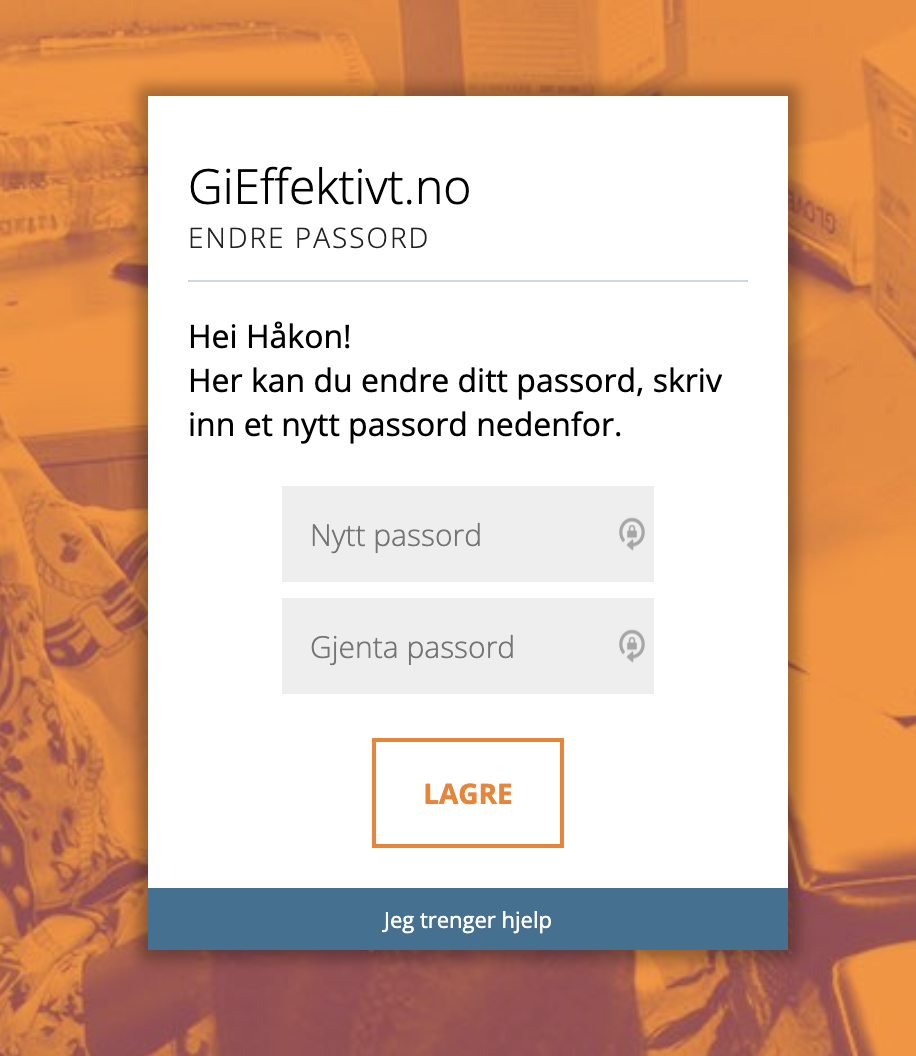 GiEffektivt.no
ENDRE PASSORD
Hei Håkon!
Her kan du endre ditt passord, skriv
inn et nytt passord nedenfor.
Nytt passord
Gjenta passord
LAGRE
Jeg trenger hjelp